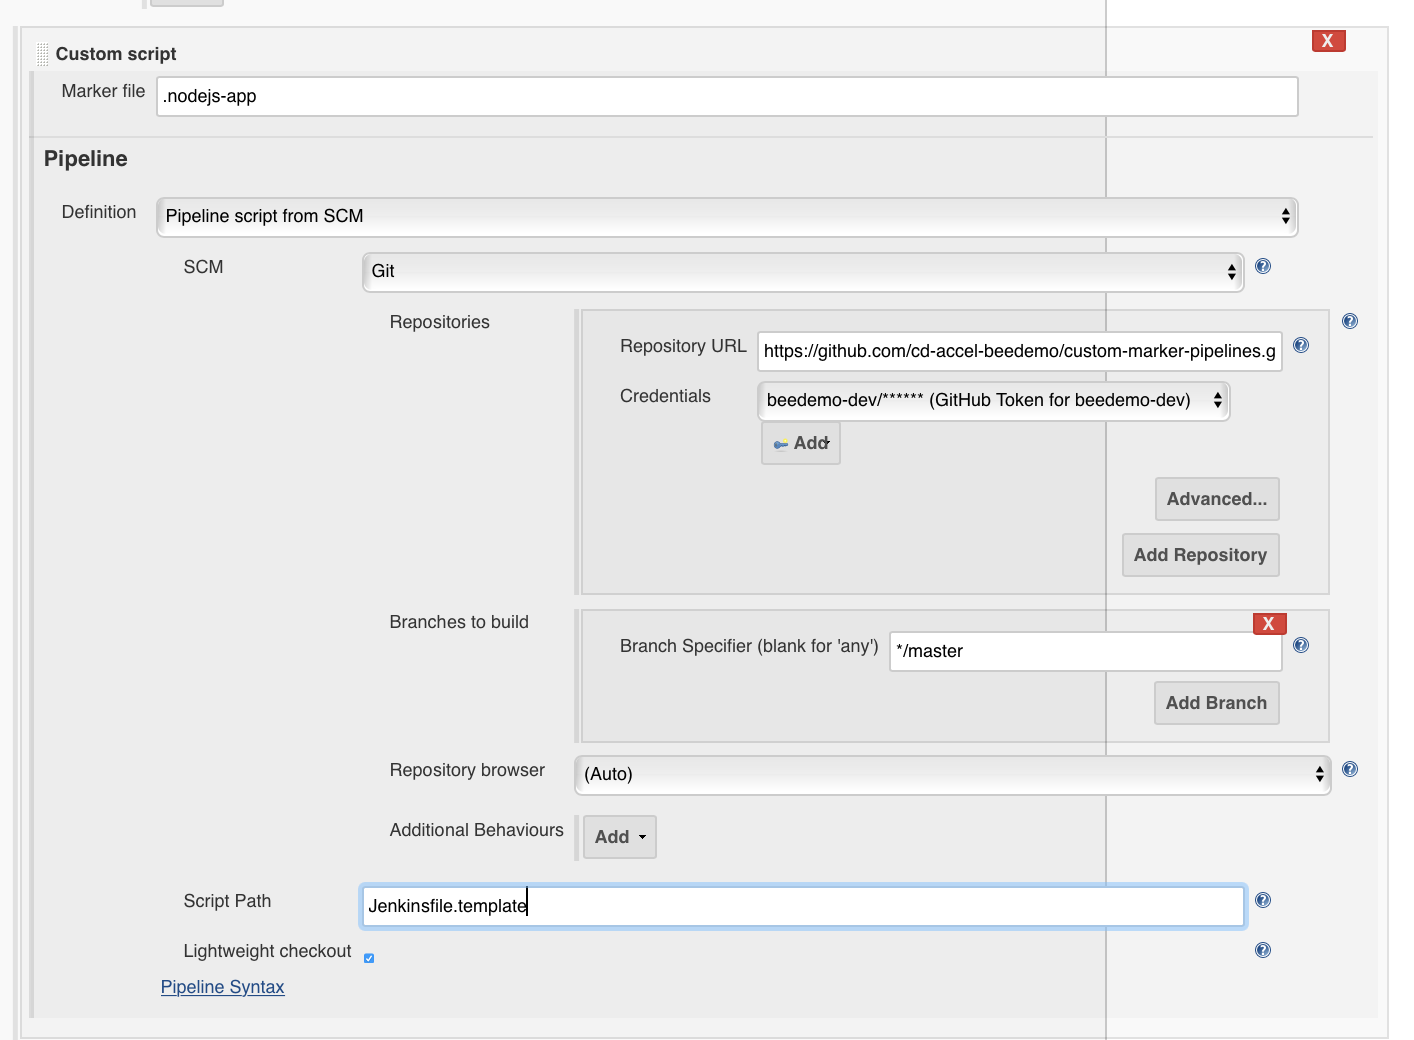 Custom script
X
Marker file
.nodejs-app
Pipeline
Definition
Pipeline script from SCM
SCM
Git
Repositories
Repository URL
https://github.com/cd-accel-beedemo/custom-marker-pipelines.g
Credentials
beedemo-dev/****** (GitHub Token for beedemo-dev)
Add
Advanced...
Add Repository
Branches to build
X
Branch Specifier (blank for 'any')
*/master
Add Branch
Repository browser
(Auto)
Additional Behaviours
Add
Script Path
Jenkinsfile.template
Lightweight checkout
Pipeline Syntax